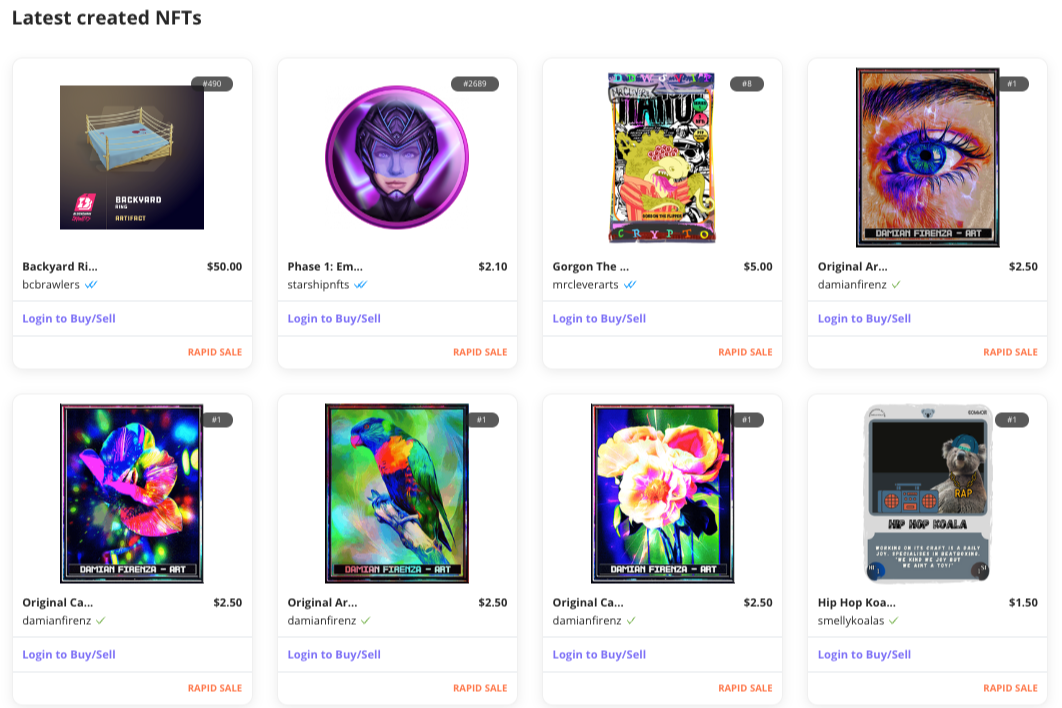 Latest created NFTs
#490
BACKYARD
RING
ARTIFACT
Backyard Ri... $50.00
bcbrawlers
Login to Buy/Sell
RAPID SALE
#2689
Phase 1: Em... $2.10
starshipnfts
Login to Buy/Sell
RAPID SALE
#8
CRYPTO
Gorgon The ... $5.00
mrcleverarts
Login to Buy/Sell
RAPID SALE
#1
DAMIAN FIRENZA - ART
Original Ar... $2.50
damianfirenz
Login to Buy/Sell
RAPID SALE
#1
DAMIAN FIRENZA - ART
Original Ca... $2.50
damianfirenz
Login to Buy/Sell
RAPID SALE
#1
DAMIAN FIRENZA - ART
Original Ar... $2.50
damianfirenz
Login to Buy/Sell
RAPID SALE
#1
DAMIAN FIRENZA - ART
Original Ca... $2.50
damianfirenz
Login to Buy/Sell
RAPID SALE
#1
RAP
HIP HOP KOALA
WORKING ON ITS CRAFT IS A DAILY
JOY. SPECIALISES IN BEATBOXING.
"WE KIND WE JOY BUT
WE AINT A TOY!"
Hip Hop Koa... $1.50
smellykoalas
Login to Buy/Sell
RAPID SALE